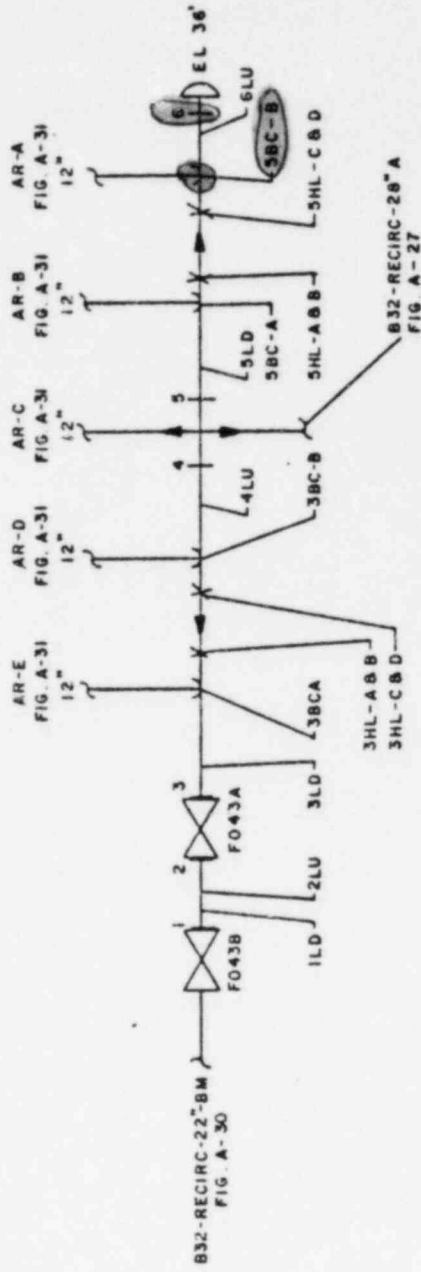 AR-E
FIG. A-31
12"
AR-D
FIG. A-31
12"
AR-C
FIG. A-31
12"
AR-B
FIG. A-31
12"
AR-A
FIG. A-31
12"
B32-RECIRC-22"-BM
FIG. A-30
F043B
1
1LD
2LU
2
F043A
3
3LD
3BCA
3HL-A&B
3HL-C&D
3BC-B
4LU
4
5
5LD
5BC-A
5HL-A&B
B32-RECIRC-28"A
FIG. A-27
5HL-C&D
5BC-B
6LU
6
EL 36'